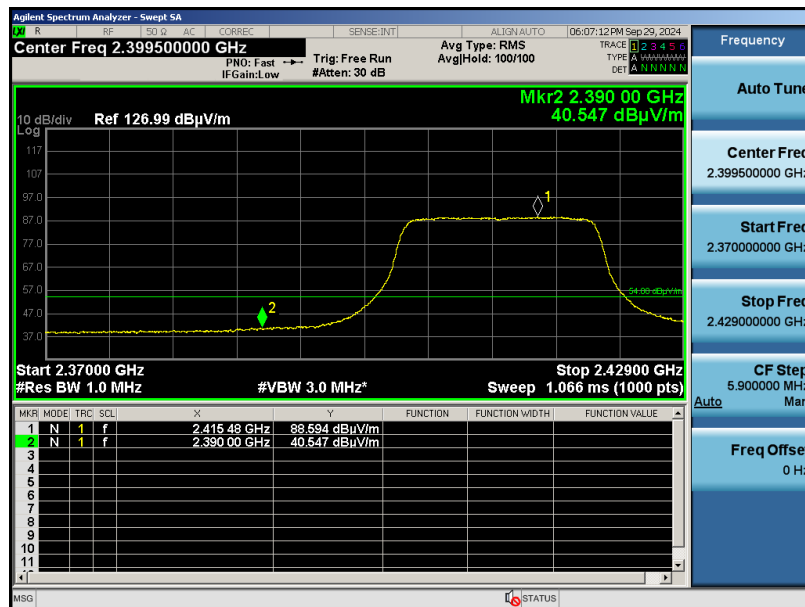 Agilent Spectrum Analyzer - Swept SA
LXI R RF 50 Ω AC CORREC SENSE:INT ALIGN AUTO 06:07:12 PM Sep 29, 2024
Center Freq 2.399500000 GHz
PNO: Fast
IFGain:Low
Trig: Free Run
#Atten: 30 dB
Avg Type: RMS
Avg|Hold: 100/100
TRACE 1 2 3 4 5 6
TYPE A WWWWW
DET A N N N N N
Mkr2 2.390 00 GHz
40.547 dBµV/m
10 dB/div Ref 126.99 dBµV/m
Log
117
107
97.0
87.0
77.0
67.0
57.0
47.0
37.0
1
2
54.00 dBµV/m
Start 2.37000 GHz Stop 2.42900 GHz
#Res BW 1.0 MHz #VBW 3.0 MHz* Sweep 1.066 ms (1000 pts)
MKR MODE TRC SCL X Y FUNCTION FUNCTION WIDTH FUNCTION VALUE
1 N 1 f 2.415 48 GHz 88.594 dBµV/m
2 N 1 f 2.390 00 GHz 40.547 dBµV/m
3
4
5
6
7
8
9
10
11
MSG STATUS
Frequency
Auto Tune
Center Freq
2.399500000 GHz
Start Freq
2.370000000 GHz
Stop Freq
2.429000000 GHz
CF Step
5.900000 MHz
Auto Man
Freq Offset
0 Hz